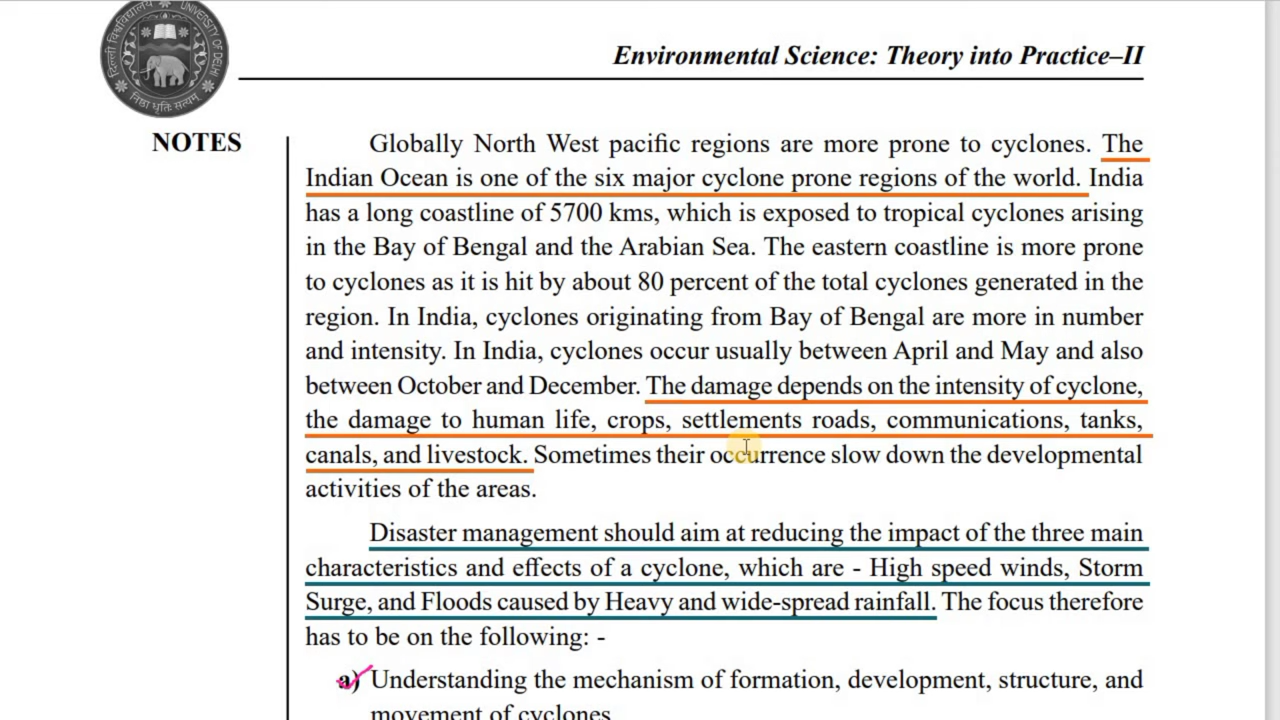 दिल्ली विश्वविद्यालय
UNIVERSITY OF DELHI
निष्ठा धृतिः सत्यम्
Environmental Science: Theory into Practice–II
NOTES
Globally North West pacific regions are more prone to cyclones. The
Indian Ocean is one of the six major cyclone prone regions of the world. India
has a long coastline of 5700 kms, which is exposed to tropical cyclones arising
in the Bay of Bengal and the Arabian Sea. The eastern coastline is more prone
to cyclones as it is hit by about 80 percent of the total cyclones generated in the
region. In India, cyclones originating from Bay of Bengal are more in number
and intensity. In India, cyclones occur usually between April and May and also
between October and December. The damage depends on the intensity of cyclone,
the damage to human life, crops, settlements roads, communications, tanks,
canals, and livestock. Sometimes their occurrence slow down the developmental
activities of the areas.
Disaster management should aim at reducing the impact of the three main
characteristics and effects of a cyclone, which are - High speed winds, Storm
Surge, and Floods caused by Heavy and wide-spread rainfall. The focus therefore
has to be on the following: -
a) Understanding the mechanism of formation, development, structure, and
movement of cyclones